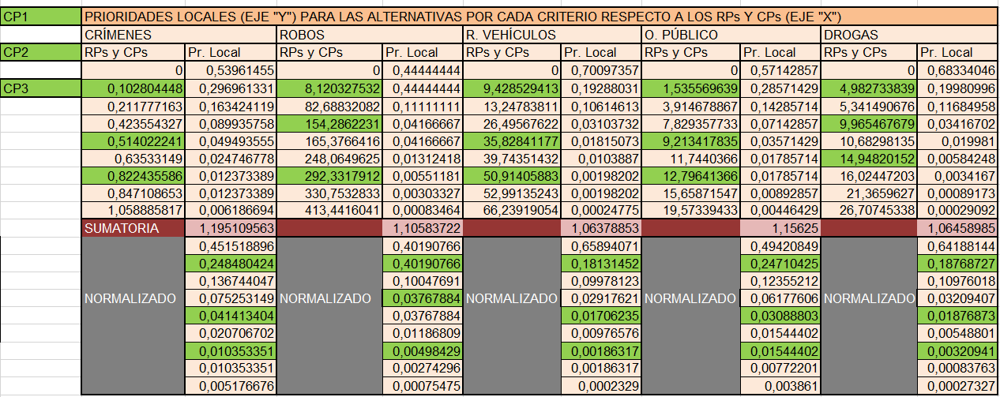 CP1 PRIORIDADES LOCALES (EJE "Y") PARA LAS ALTERNATIVAS POR CADA CRITERIO RESPECTO A LOS RPs Y CPs (EJE "X")
CRÍMENES ROBOS R. VEHÍCULOS O. PÚBLICO DROGAS
CP2 RPs y CPs Pr. Local RPs y CPs Pr. Local RPs y CPs Pr. Local RPs y CPs Pr. Local RPs y CPs Pr. Local
0 0,53961455 0 0,44444444 0 0,70097357 0 0,57142857 0 0,68334046
CP3 0,102804448 0,296961331 8,120327532 0,44444444 9,428529413 0,19288031 1,535569639 0,28571429 4,982733839 0,19980996
0,211777163 0,163424119 82,68832082 0,11111111 13,24783811 0,10614613 3,914678867 0,14285714 5,341490676 0,11684958
0,423554327 0,089935758 154,2862231 0,04166667 26,49567622 0,03103732 7,829357733 0,07142857 9,965467679 0,03416702
0,514022241 0,049493555 165,3766416 0,04166667 35,82841177 0,01815073 9,213417835 0,03571429 10,68298135 0,019981
0,63533149 0,024746778 248,0649625 0,01312418 39,74351432 0,0103887 11,7440366 0,01785714 14,94820152 0,00584248
0,822435586 0,012373389 292,3317912 0,00551181 50,91405883 0,00198202 12,79641366 0,01785714 16,02447203 0,0034167
0,847108653 0,012373389 330,7532833 0,00303327 52,99135243 0,00198202 15,65871547 0,00892857 21,3659627 0,00089173
1,058885817 0,006186694 413,4416041 0,00083464 66,23919054 0,00024775 19,57339433 0,00446429 26,70745338 0,00029092
SUMATORIA 1,195109563 1,10583722 1,06378853 1,15625 1,06458985
0,451518896 0,40190766 0,65894071 0,49420849 0,64188144
0,248480424 0,40190766 0,18131452 0,24710425 0,18768727
0,136744047 0,10047691 0,09978123 0,12355212 0,10976018
NORMALIZADO 0,075253149 NORMALIZADO 0,03767884 NORMALIZADO 0,02917621 NORMALIZADO 0,06177606 NORMALIZADO 0,03209407
0,041413404 0,03767884 0,01706235 0,03088803 0,01876873
0,020706702 0,01186809 0,00976576 0,01544402 0,00548801
0,010353351 0,00498429 0,00186317 0,01544402 0,00320941
0,010353351 0,00274296 0,00186317 0,00772201 0,00083763
0,005176676 0,00075475 0,0002329 0,003861 0,00027327